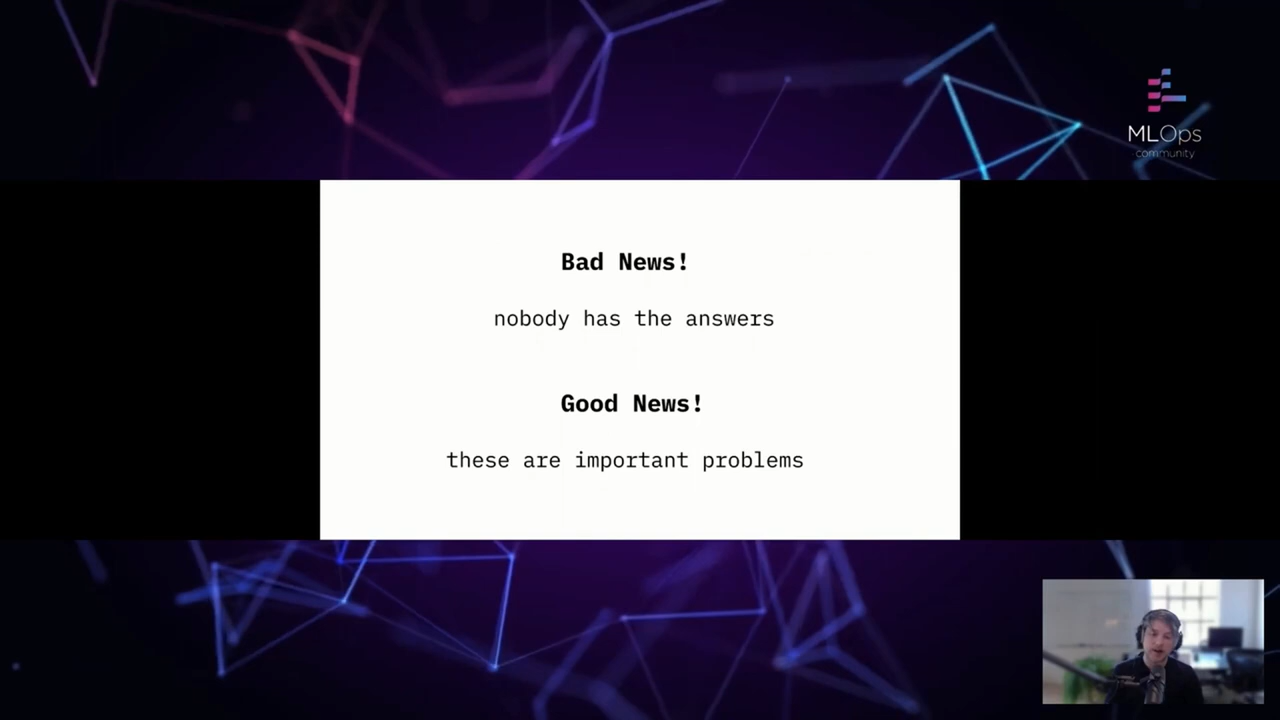 MLOps
community
Bad News!
nobody has the answers
Good News!
these are important problems